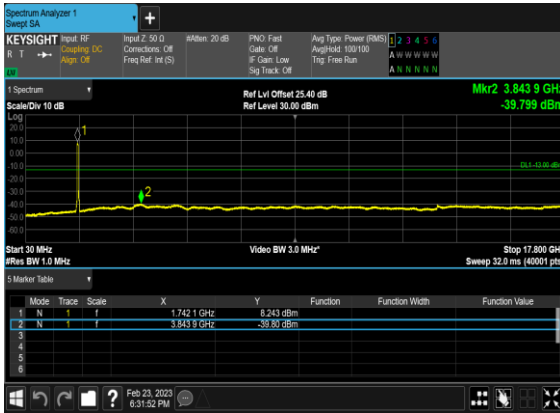 Spectrum Analyzer 1
Swept SA
KEYSIGHT Input: RF Input Z: 50 Ω #Atten: 20 dB PNO: Fast Avg Type: Power (RMS) 1 2 3 4 5 6
R T Coupling: DC Corrections: Off Gate: Off Avg|Hold: 100/100 A W W W W W
Align: Off Freq Ref: Int (S) IF Gain: Low Trig: Free Run
Sig Track: Off A N N N N N
1 Spectrum Ref Lvl Offset 25.40 dB Mkr2 3.843 9 GHz
Scale/Div 10 dB Ref Level 30.00 dBm -39.799 dBm
Log
20.0
10.0
0.00
-10.0
-20.0
-30.0
-40.0
-50.0
-60.0
1
2
DL1 -13.00 dBm
Start 30 MHz Video BW 3.0 MHz* Stop 17.800 GHz
#Res BW 1.0 MHz Sweep 32.0 ms (40001 pts)
5 Marker Table
Mode Trace Scale X Y Function Function Width Function Value
1 N 1 f 1.742 1 GHz 8.243 dBm
2 N 1 f 3.843 9 GHz -39.80 dBm
3
4
5
6
Feb 23, 2023
6:31:52 PM